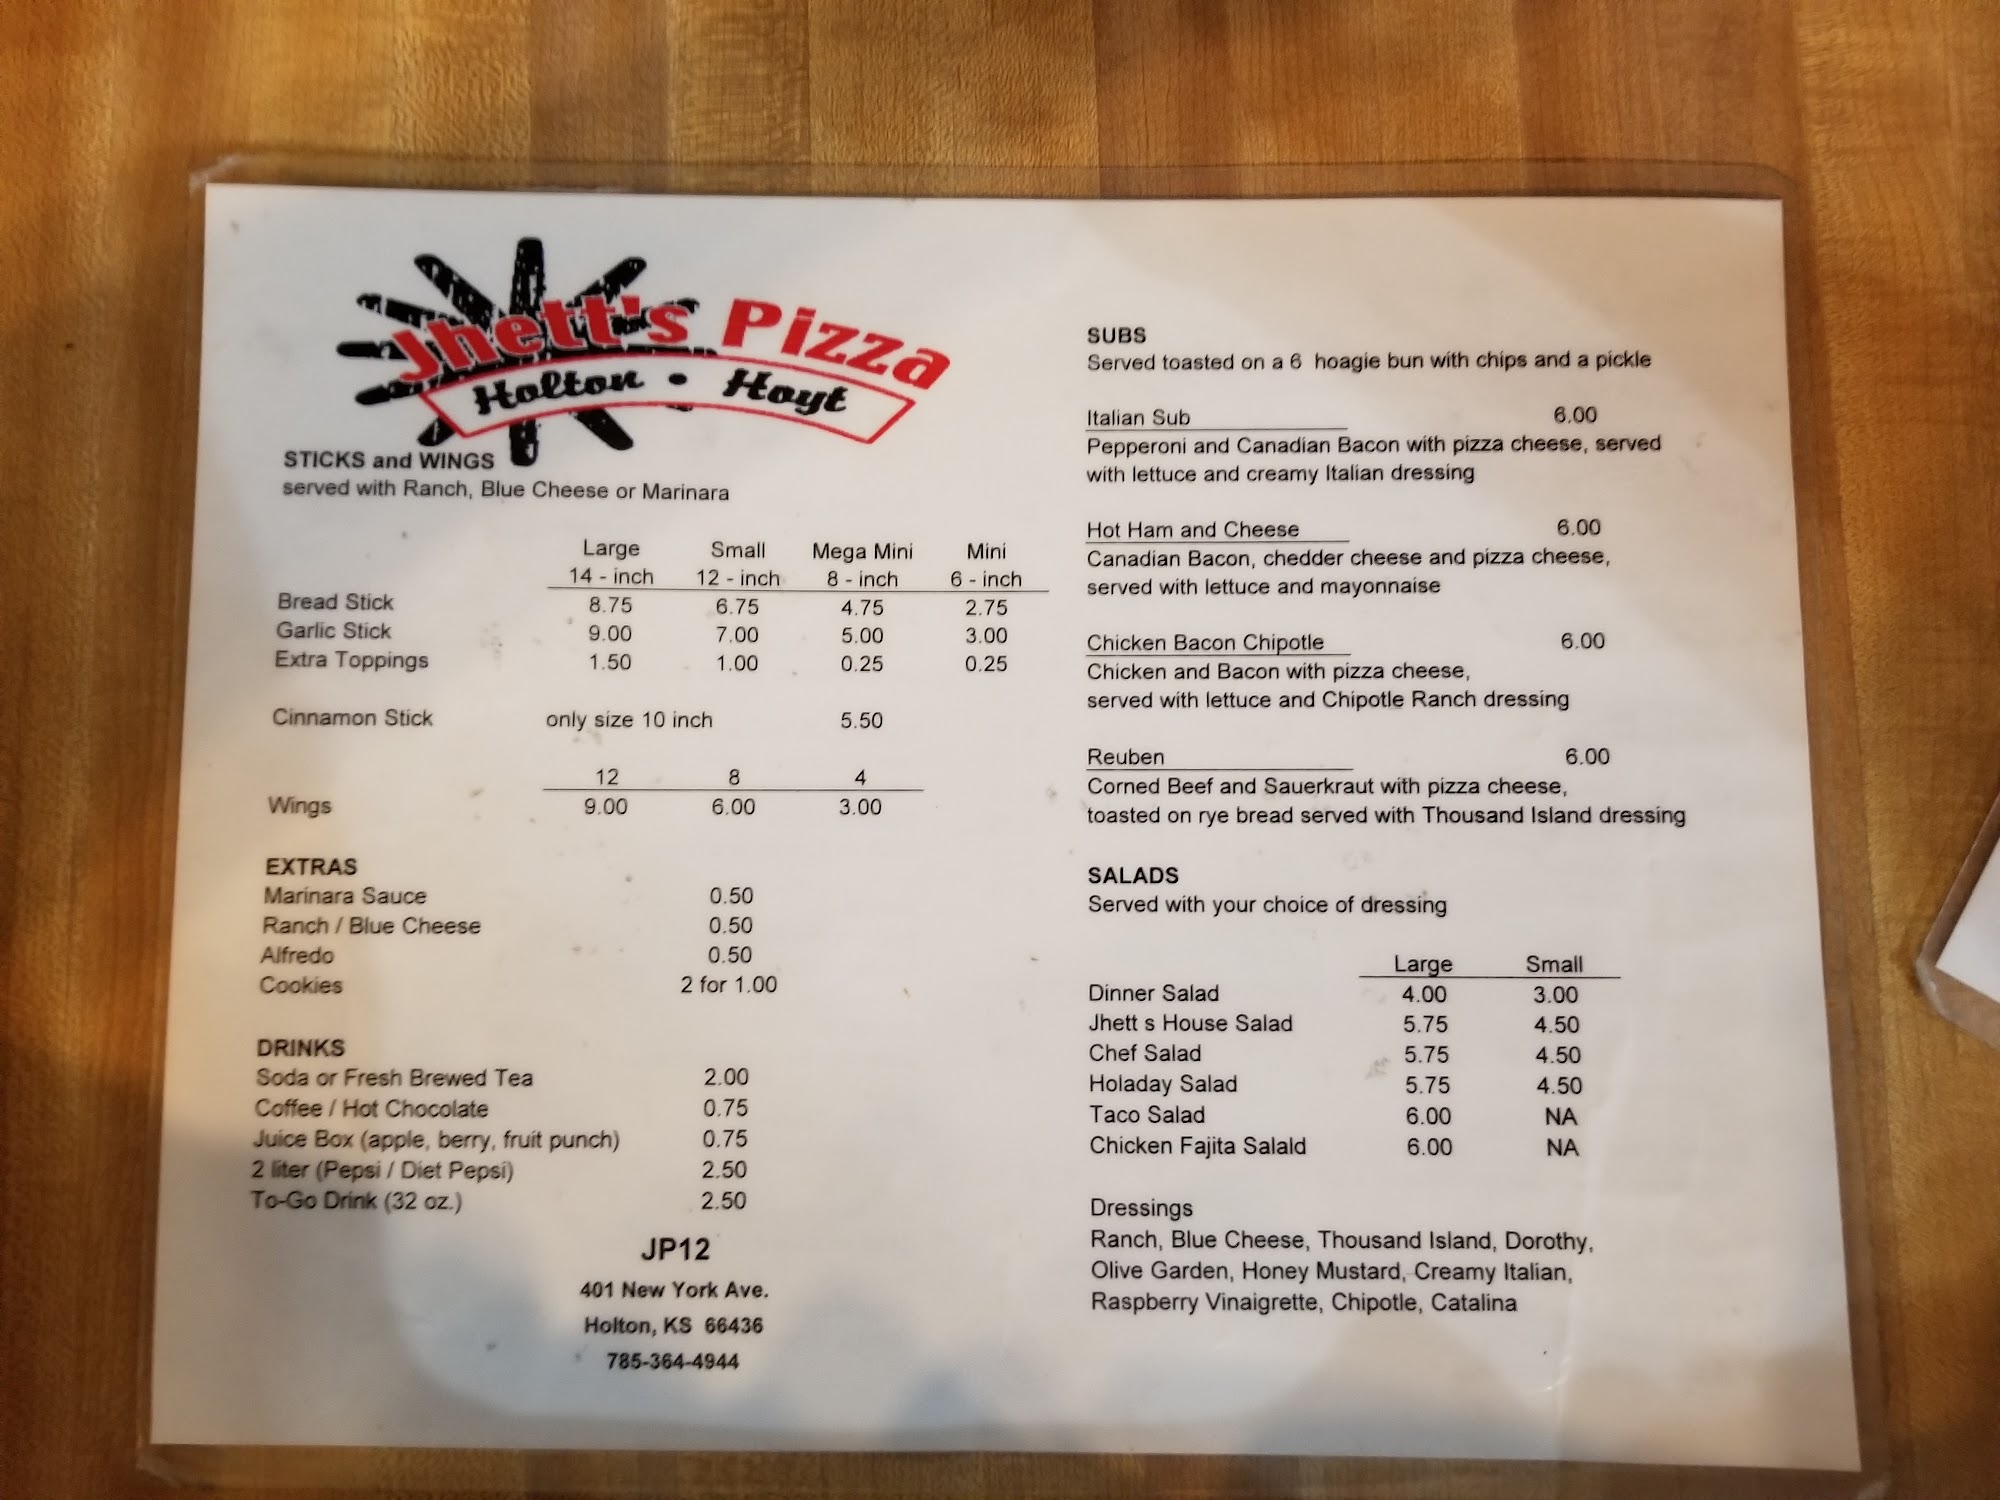 Jhett's Pizza
Holton • Hoyt
STICKS and WINGS
served with Ranch, Blue Cheese or Marinara
Large Small Mega Mini Mini
14 - inch 12 - inch 8 - inch 6 - inch
Bread Stick 8.75 6.75 4.75 2.75
Garlic Stick 9.00 7.00 5.00 3.00
Extra Toppings 1.50 1.00 0.25 0.25
Cinnamon Stick only size 10 inch 5.50
12 8 4
Wings 9.00 6.00 3.00
EXTRAS
Marinara Sauce 0.50
Ranch / Blue Cheese 0.50
Alfredo 0.50
Cookies 2 for 1.00
DRINKS
Soda or Fresh Brewed Tea 2.00
Coffee / Hot Chocolate 0.75
Juice Box (apple, berry, fruit punch) 0.75
2 liter (Pepsi / Diet Pepsi) 2.50
To-Go Drink (32 oz.) 2.50
JP12
401 New York Ave.
Holton, KS 66436
785-364-4944
SUBS
Served toasted on a 6 hoagie bun with chips and a pickle
Italian Sub 6.00
Pepperoni and Canadian Bacon with pizza cheese, served
with lettuce and creamy Italian dressing
Hot Ham and Cheese 6.00
Canadian Bacon, chedder cheese and pizza cheese,
served with lettuce and mayonnaise
Chicken Bacon Chipotle 6.00
Chicken and Bacon with pizza cheese,
served with lettuce and Chipotle Ranch dressing
Reuben 6.00
Corned Beef and Sauerkraut with pizza cheese,
toasted on rye bread served with Thousand Island dressing
SALADS
Served with your choice of dressing
Large Small
Dinner Salad 4.00 3.00
Jhett s House Salad 5.75 4.50
Chef Salad 5.75 4.50
Holaday Salad 5.75 4.50
Taco Salad 6.00 NA
Chicken Fajita Salald 6.00 NA
Dressings
Ranch, Blue Cheese, Thousand Island, Dorothy,
Olive Garden, Honey Mustard, Creamy Italian,
Raspberry Vinaigrette, Chipotle, Catalina